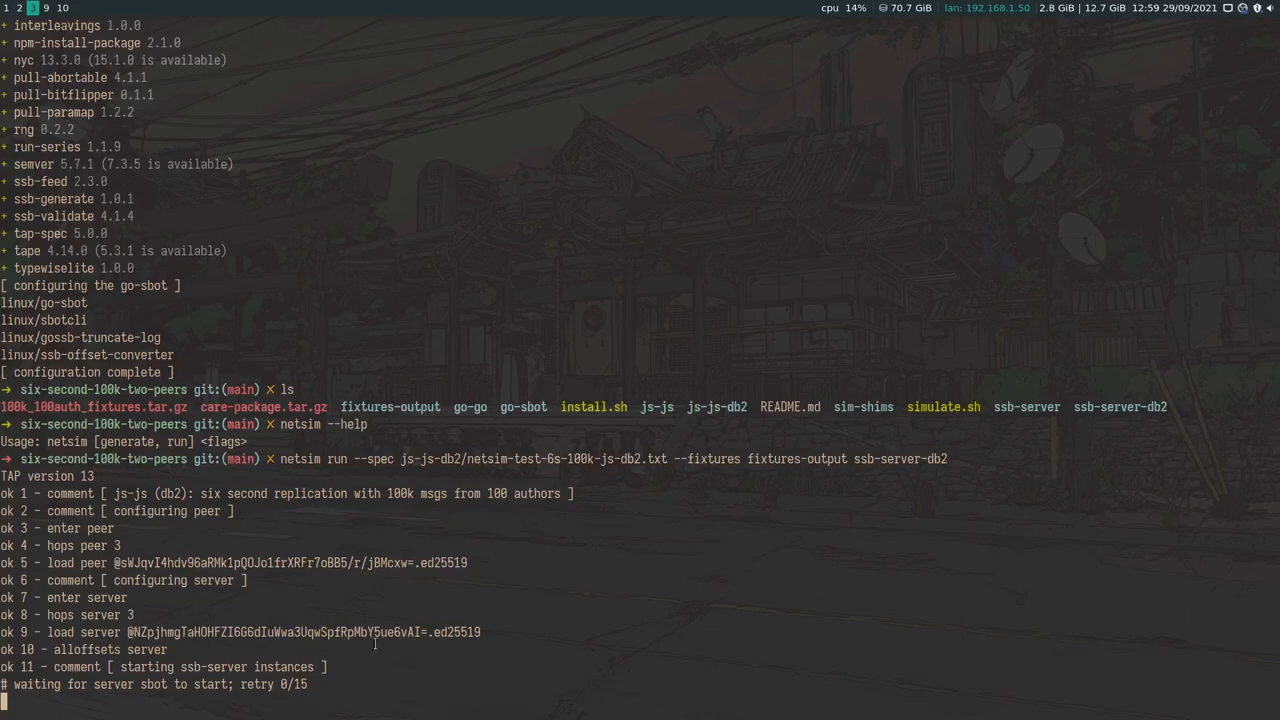 1 2 3 9 10 cpu 14% 70.7 GiB lan: 192.168.1.50 2.8 GiB | 12.7 GiB 12:59 29/09/2021
+ interleavings 1.0.0
+ npm-install-package 2.1.0
+ nyc 13.3.0 (15.1.0 is available)
+ pull-abortable 4.1.1
+ pull-bitflipper 0.1.1
+ pull-paramap 1.2.2
+ rng 0.2.2
+ run-series 1.1.9
+ semver 5.7.1 (7.3.5 is available)
+ ssb-feed 2.3.0
+ ssb-generate 1.0.1
+ ssb-validate 4.1.4
+ tap-spec 5.0.0
+ tape 4.14.0 (5.3.1 is available)
+ typewiselite 1.0.0
[ configuring the go-sbot ]
linux/go-sbot
linux/sbotcli
linux/gossb-truncate-log
linux/ssb-offset-converter
[ configuration complete ]
➜ six-second-100k-two-peers git:(main) ✗ ls
100k_100auth_fixtures.tar.gz care-package.tar.gz fixtures-output go-go go-sbot install.sh js-js js-js-db2 README.md sim-shims simulate.sh ssb-server ssb-server-db2
➜ six-second-100k-two-peers git:(main) ✗ netsim --help
Usage: netsim [generate, run] <flags>
➜ six-second-100k-two-peers git:(main) ✗ netsim run --spec js-js-db2/netsim-test-6s-100k-js-db2.txt --fixtures fixtures-output ssb-server-db2
TAP version 13
ok 1 - comment [ js-js (db2): six second replication with 100k msgs from 100 authors ]
ok 2 - comment [ configuring peer ]
ok 3 - enter peer
ok 4 - hops peer 3
ok 5 - load peer @sWJqvI4hdv96aRMk1pQOJo1frXRFr7oBB5/r/jBMcxw=.ed25519
ok 6 - comment [ configuring server ]
ok 7 - enter server
ok 8 - hops server 3
ok 9 - load server @NZpjhmgTaHOHFZI6G6dIuWwa3UqwSpfRpMbY5ue6vAI=.ed25519
ok 10 - alloffsets server
ok 11 - comment [ starting ssb-server instances ]
# waiting for server sbot to start; retry 0/15